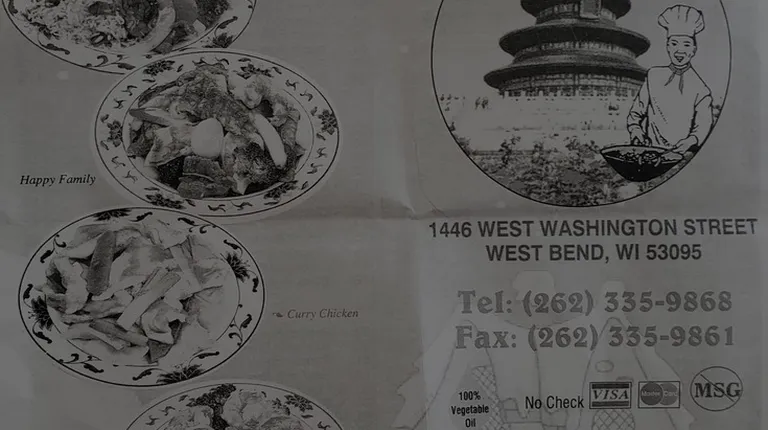 Happy Family
Curry Chicken
1446 WEST WASHINGTON STREET
WEST BEND, WI 53095
Tel: (262) 335-9868
Fax: (262) 335-9861
100%
Vegetable
Oil
No Check
VISA
MasterCard
MSG